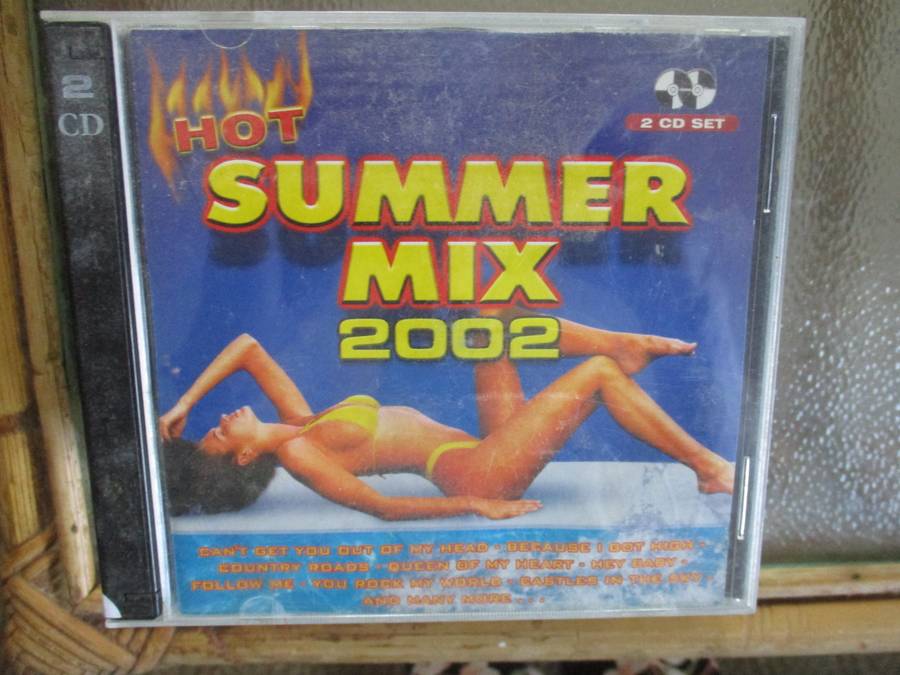 2
CD
2 CD SET
HOT
SUMMER
MIX
2002
CAN'T GET YOU OUT OF MY HEAD • BECAUSE I GOT HIGH •
COUNTRY ROADS • QUEEN OF MY HEART • HEY BABY •
FOLLOW ME • YOU ROCK MY WORLD • CASTLES IN THE SKY •
AND MANY MORE . . .